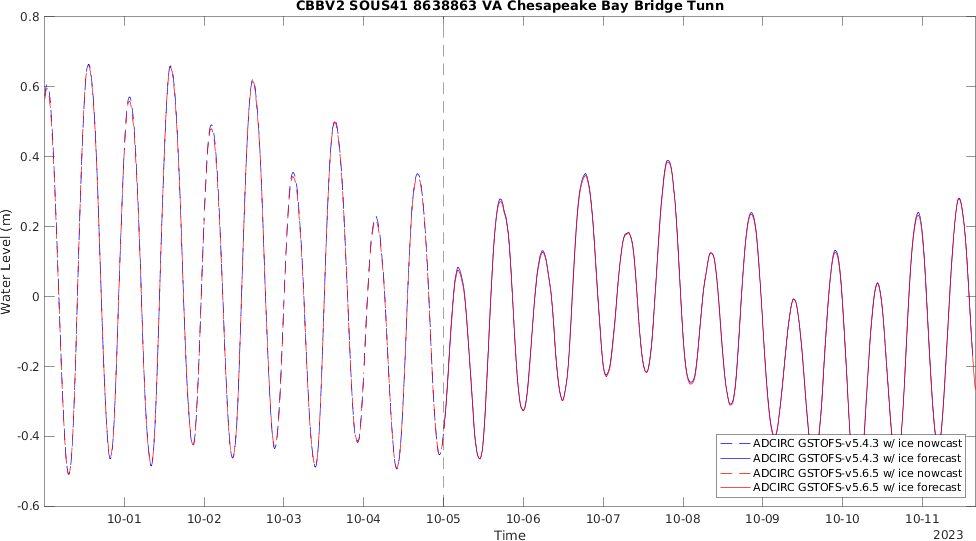 CBBV2 SOUS41 8638863 VA Chesapeake Bay Bridge Tunn
Water Level (m)
0.8
0.6
0.4
0.2
0
-0.2
-0.4
-0.6
ADCIRC GSTOFS-v5.4.3 w/ ice nowcast
ADCIRC GSTOFS-v5.4.3 w/ ice forecast
ADCIRC GSTOFS-v5.6.5 w/ ice nowcast
ADCIRC GSTOFS-v5.6.5 w/ ice forecast
10-01 10-02 10-03 10-04 10-05 10-06 10-07 10-08 10-09 10-10 10-11
Time
2023